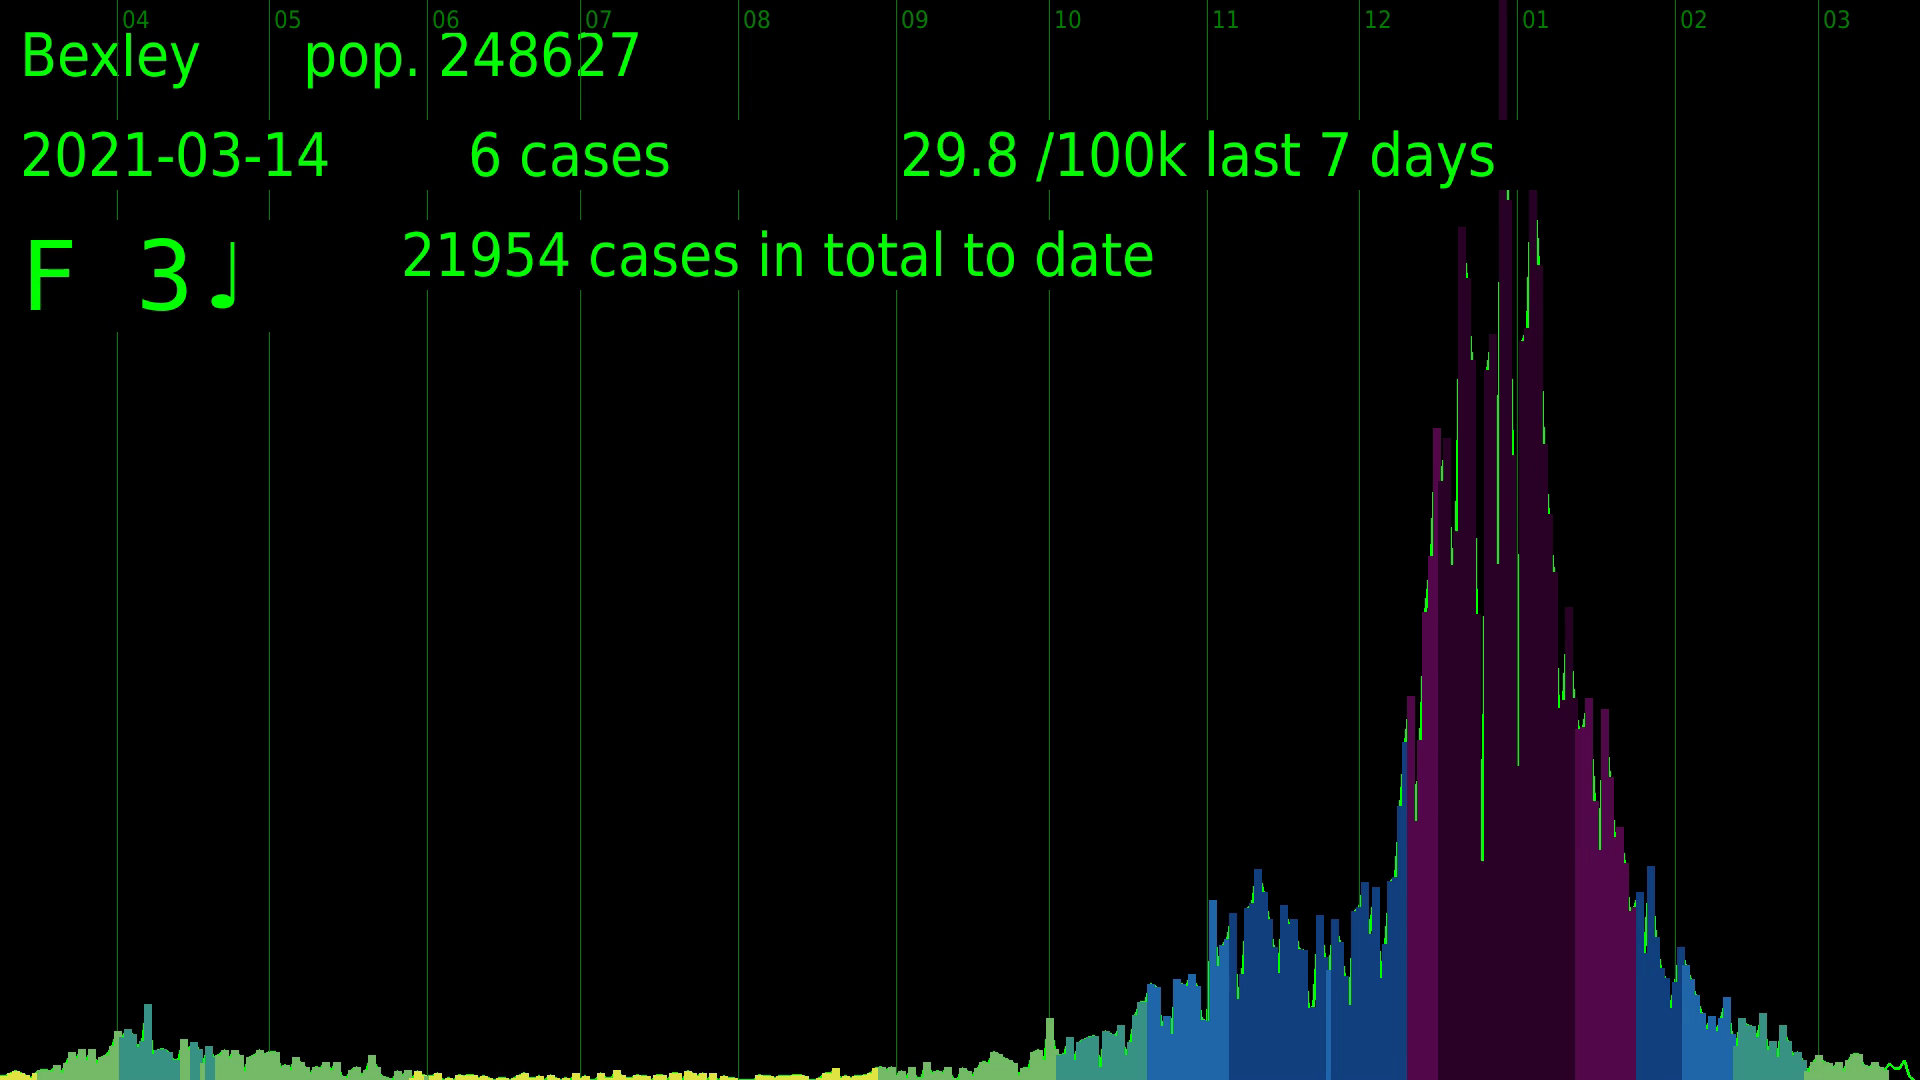 04 05 06 07 08 09 10 11 12 01 02 03
Bexley pop. 248627
2021-03-14 6 cases 29.8 /100k last 7 days
F 3♩ 21954 cases in total to date